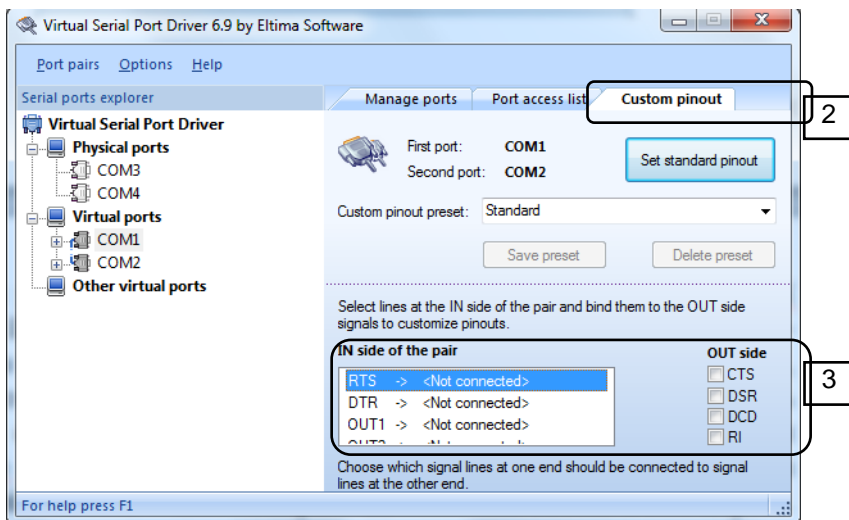 Virtual Serial Port Driver 6.9 by Eltima Software
Port pairs Options Help
Serial ports explorer
Virtual Serial Port Driver
Physical ports
COM3
COM4
Virtual ports
COM1
COM2
Other virtual ports
Manage ports Port access list Custom pinout
2
First port: COM1
Second port: COM2
Set standard pinout
Custom pinout preset: Standard
Save preset Delete preset
Select lines at the IN side of the pair and bind them to the OUT side
signals to customize pinouts.
IN side of the pair OUT side
RTS -> <Not connected>
DTR -> <Not connected>
OUT1 -> <Not connected>
CTS
DSR
DCD
RI
3
Choose which signal lines at one end should be connected to signal
lines at the other end.
For help press F1